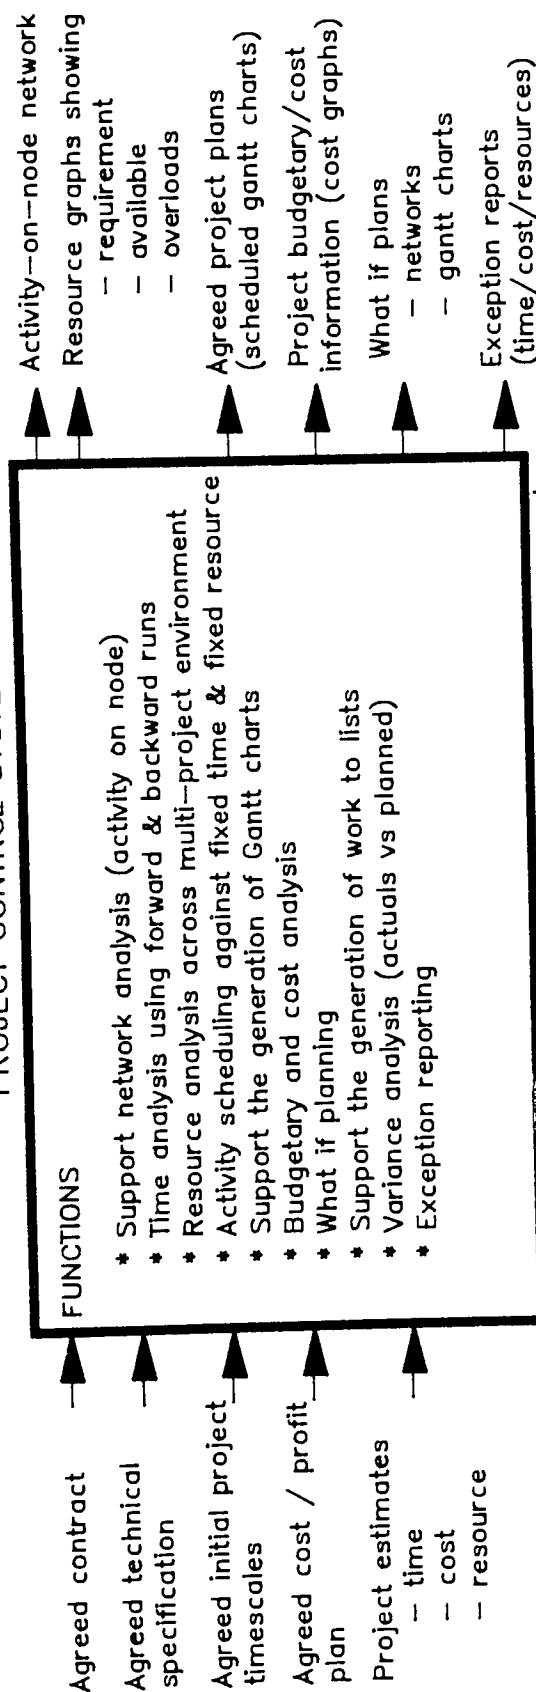 Agreed contract
Agreed technical
specification
Agreed initial project
timescales
Agreed cost / profit
plan
Project estimates
— time
— cost
— resource
FUNCTIONS
* Support network analysis (activity on node)
* Time analysis using forward & backward runs
* Resource analysis across multi—project environment
* Activity scheduling against fixed time & fixed resource
* Support the generation of Gantt charts
* Budgetary and cost analysis
* What if planning
* Support the generation of work to lists
* Variance analysis (actuals vs planned)
* Exception reporting
Activity—on—node network
Resource graphs showing
— requirement
— available
— overloads
Agreed project plans
(scheduled gantt charts)
Project budgetary/cost
information (cost graphs)
What if plans
— networks
— gantt charts
Exception reports
(time/cost/resources)